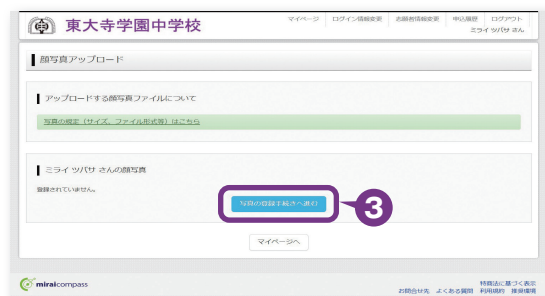 東大寺学園中学校
マイページ ログイン情報変更 志願者情報変更 申込履歴 ログアウト
ミライ ツバサ さん
顔写真アップロード
アップロードする顔写真ファイルについて
写真の規定（サイズ、ファイル形式等）はこちら
ミライ ツバサ さんの顔写真
登録されていません。
写真の登録手続きへ進む
3
マイページへ
miraicompass
特商法に基づく表示
お問合せ先 よくある質問 利用規約 推奨環境